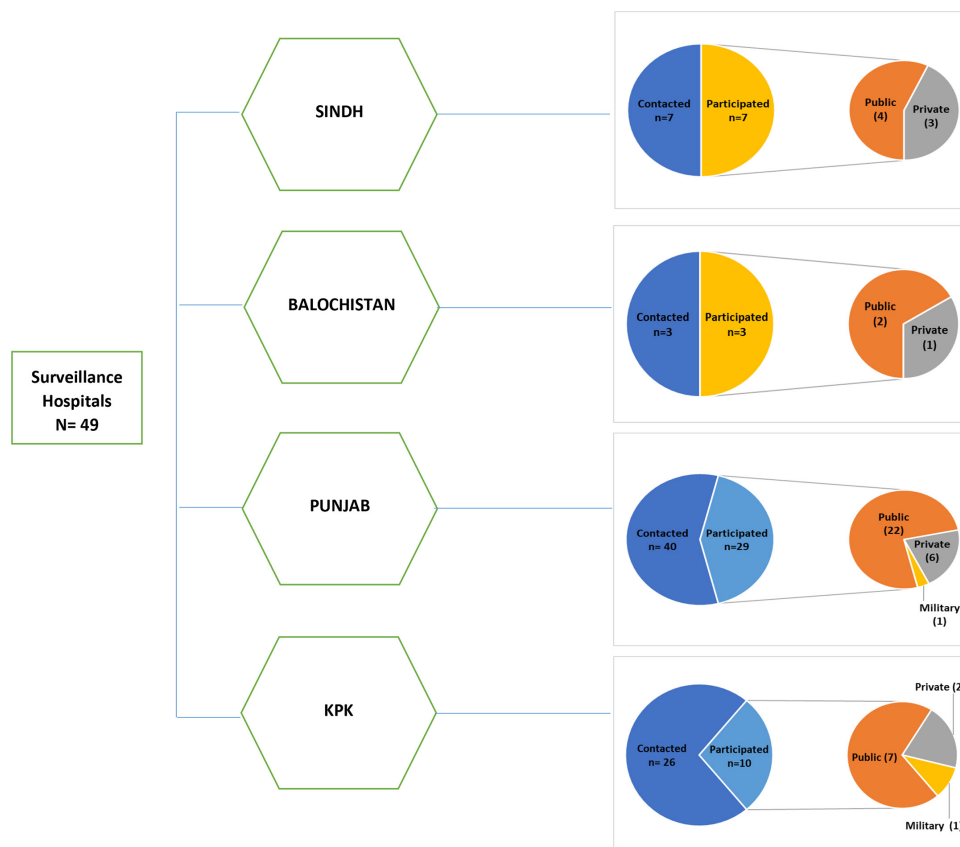 Surveillance
Hospitals
N= 49
SINDH
Contacted
n=7
Participated
n=7
Public
(4)
Private
(3)
BALOCHISTAN
Contacted
n=3
Participated
n=3
Public
(2)
Private
(1)
PUNJAB
Contacted
n= 40
Participated
n=29
Public
(22)
Private
(6)
Military
(1)
KPK
Contacted
n= 26
Participated
n=10
Private (2
Public (7)
Military (1)